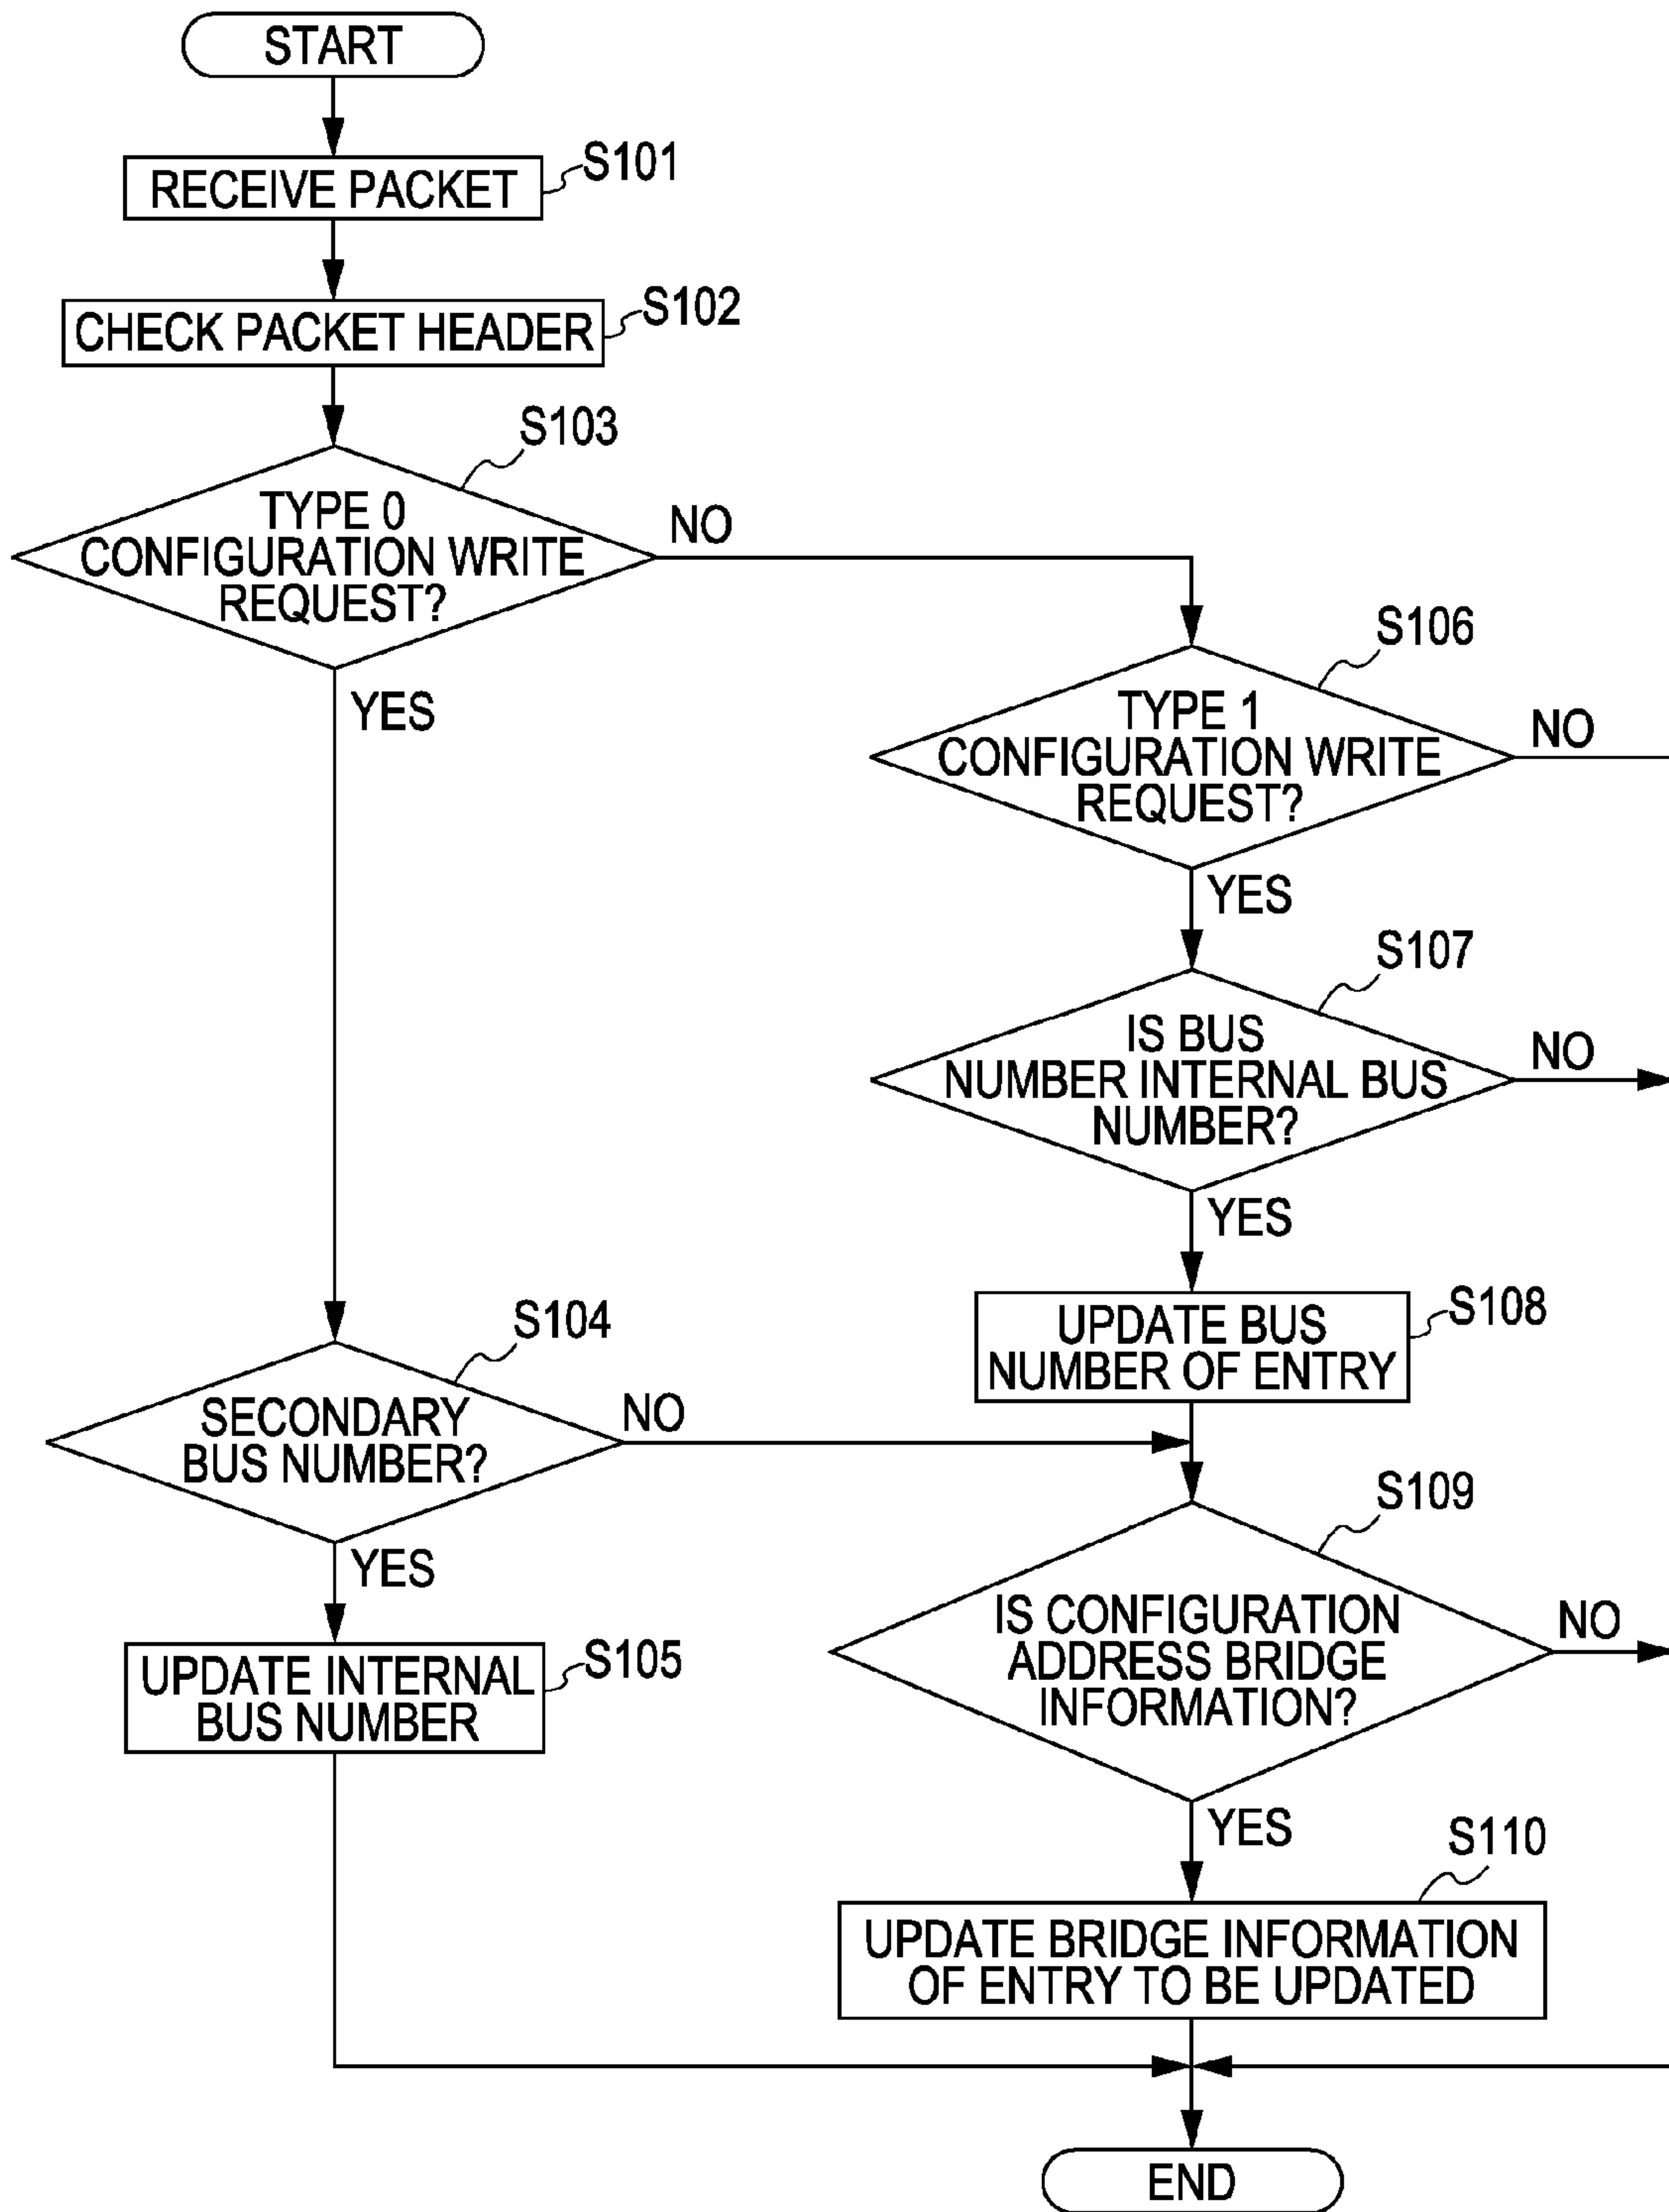 START
RECEIVE PACKET
S101
CHECK PACKET HEADER
S102
S103
TYPE 0
CONFIGURATION WRITE
REQUEST?
NO
YES
S106
TYPE 1
CONFIGURATION WRITE
REQUEST?
NO
YES
S107
IS BUS
NUMBER INTERNAL BUS
NUMBER?
NO
YES
UPDATE BUS
NUMBER OF ENTRY
S108
S104
SECONDARY
BUS NUMBER?
NO
YES
UPDATE INTERNAL
BUS NUMBER
S105
S109
IS CONFIGURATION
ADDRESS BRIDGE
INFORMATION?
NO
YES
S110
UPDATE BRIDGE INFORMATION
OF ENTRY TO BE UPDATED
END